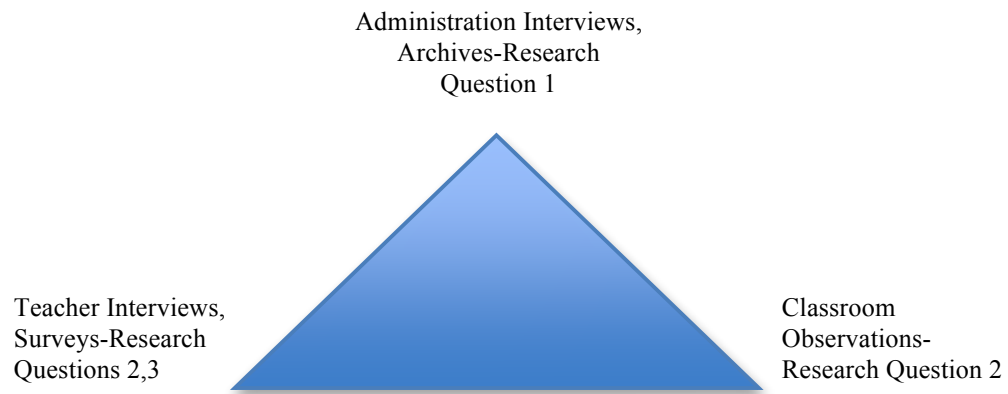 Administration Interviews,
Archives-Research
Question 1
Teacher Interviews,
Surveys-Research
Questions 2,3
Classroom
Observations-
Research Question 2